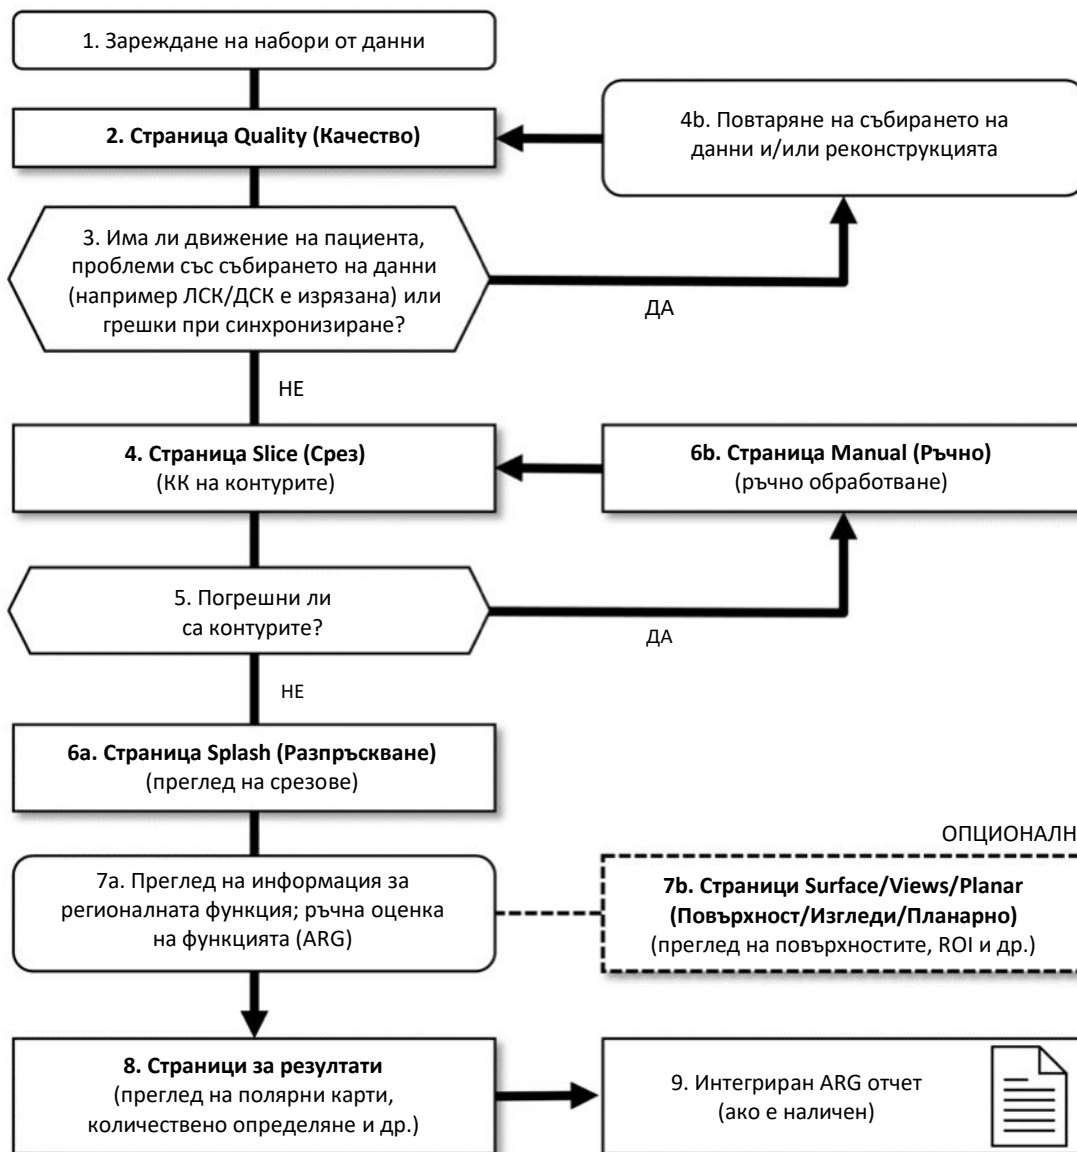 1. Зареждане на набори от данни
2. Страница Quality (Качество)
4b. Повтаряне на събирането на
данни и/или реконструкцията
3. Има ли движение на пациента,
проблеми със събирането на данни
(например ЛСК/ДСК е изрязана) или
грешки при синхронизиране?
ДА
НЕ
4. Страница Slice (Срез)
(КК на контурите)
6b. Страница Manual (Ръчно)
(ръчно обработване)
5. Погрешни ли
са контурите?
ДА
НЕ
6a. Страница Splash (Разпръскване)
(преглед на срезове)
ОПЦИОНАЛН
7a. Преглед на информация за
регионалната функция; ръчна оценка
на функцията (ARG)
7b. Страници Surface/Views/Planar
(Повърхност/Изгледи/Планарно)
(преглед на повърхностите, ROI и др.)
8. Страници за резултати
(преглед на полярни карти,
количествено определяне и др.)
9. Интегриран ARG отчет
(ако е наличен)